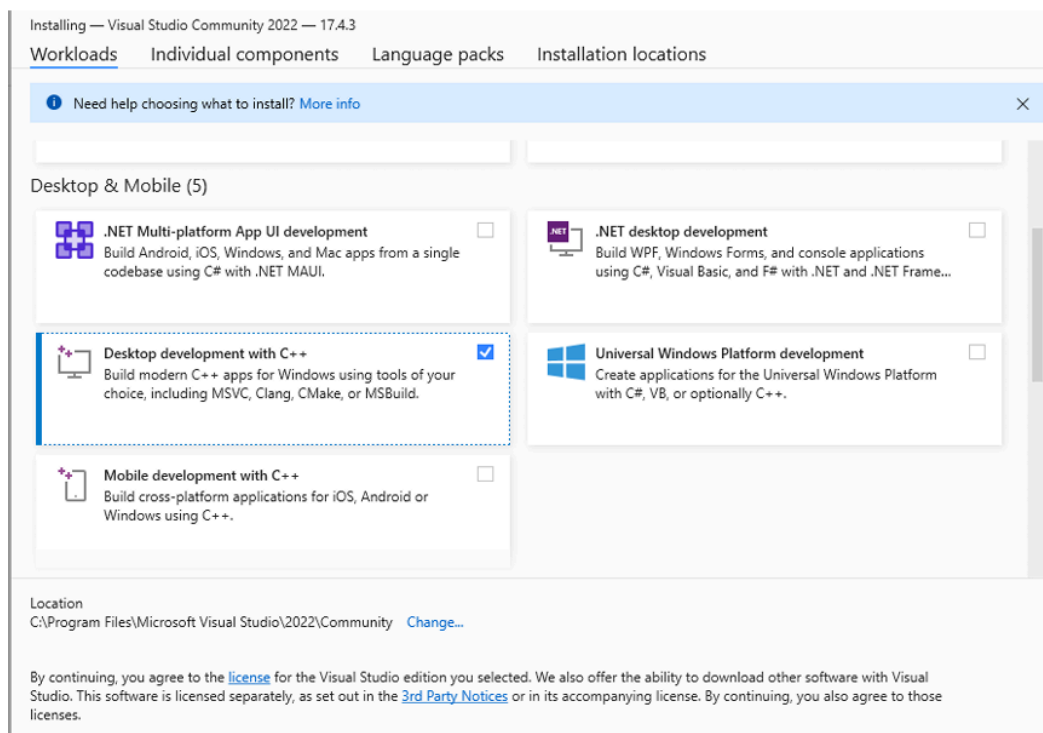 Installing — Visual Studio Community 2022 — 17.4.3
Workloads Individual components Language packs Installation locations
Need help choosing what to install? More info
Desktop & Mobile (5)
.NET Multi-platform App UI development
Build Android, iOS, Windows, and Mac apps from a single
codebase using C# with .NET MAUI.
.NET
.NET desktop development
Build WPF, Windows Forms, and console applications
using C#, Visual Basic, and F# with .NET and .NET Frame...
Desktop development with C++
Build modern C++ apps for Windows using tools of your
choice, including MSVC, Clang, CMake, or MSBuild.
Universal Windows Platform development
Create applications for the Universal Windows Platform
with C#, VB, or optionally C++.
Mobile development with C++
Build cross-platform applications for iOS, Android or
Windows using C++.
Location
C:\Program Files\Microsoft Visual Studio\2022\Community Change...
By continuing, you agree to the license for the Visual Studio edition you selected. We also offer the ability to download other software with Visual
Studio. This software is licensed separately, as set out in the 3rd Party Notices or in its accompanying license. By continuing, you also agree to those
licenses.